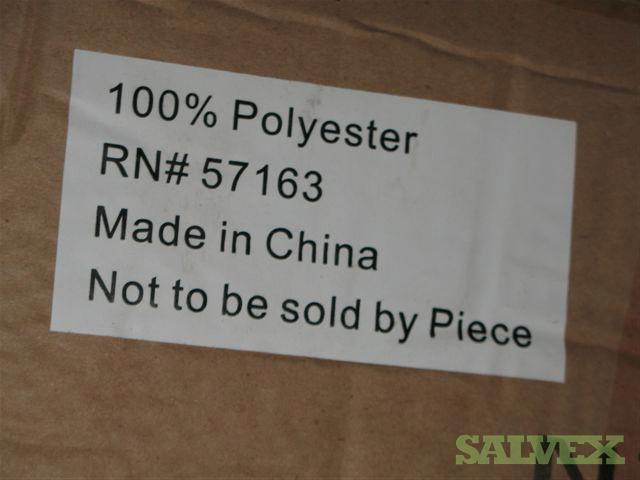 100% Polyester
RN# 57163
Made in China
Not to be sold by Piece
SALVEX